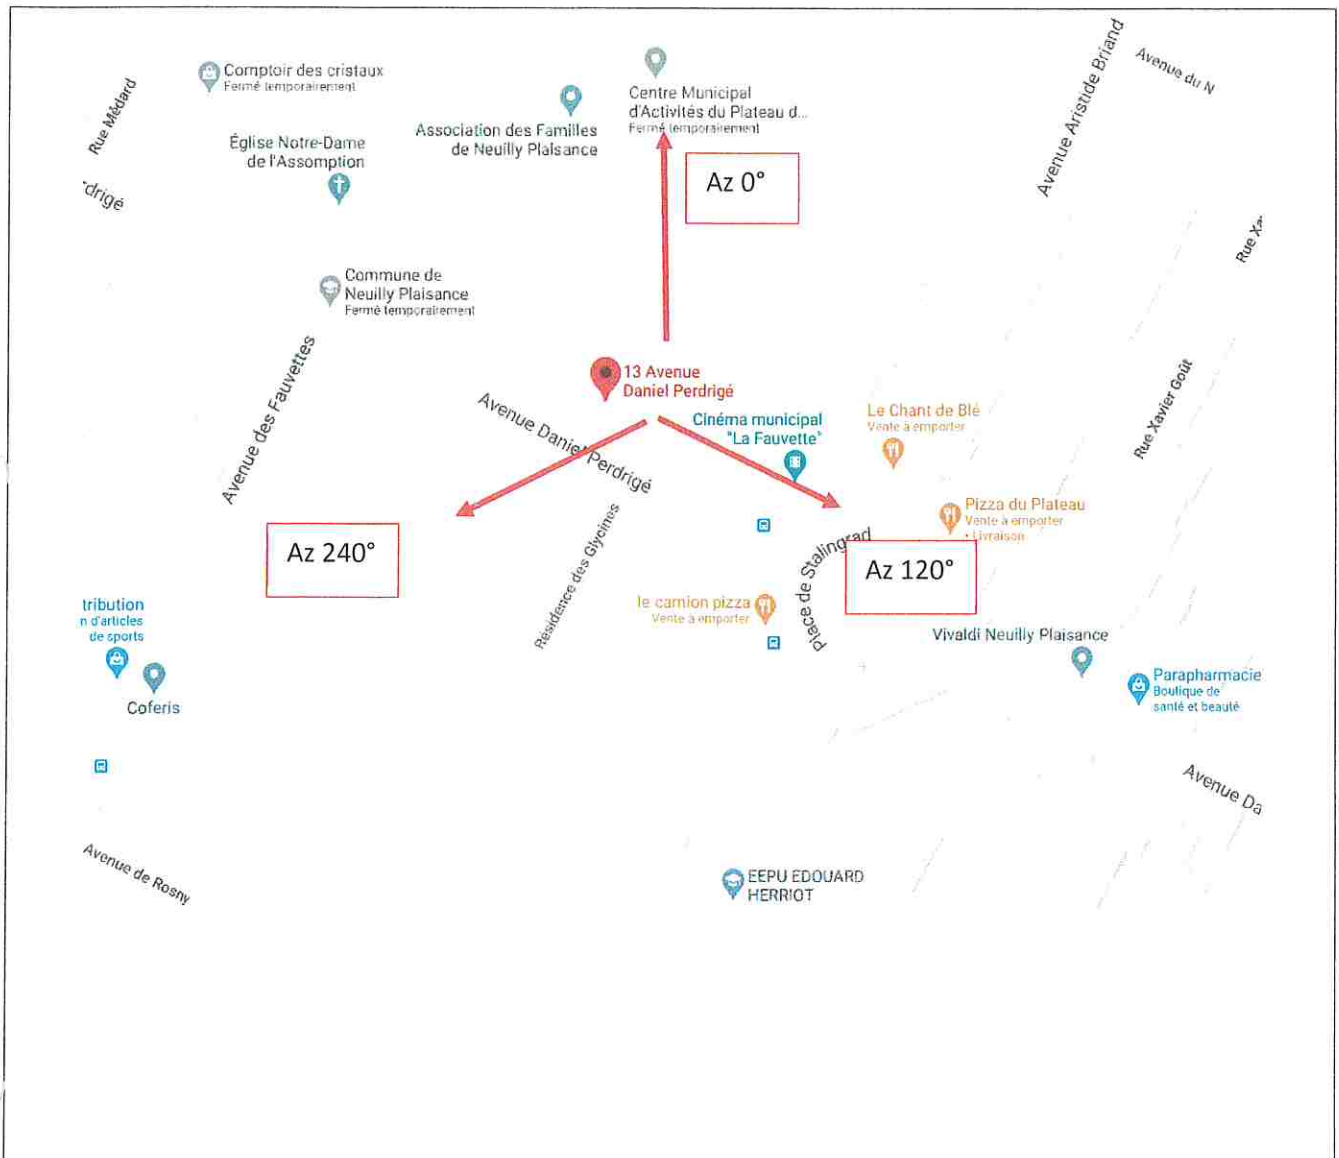 Comptoir des cristaux
Fermé temporairement
Rue Médard
Église Notre-Dame
de l'Assomption
Association des Familles
de Neuilly Plaisance
Centre Municipal
d'Activités du Plateau d...
Fermé temporairement
Avenue Aristide Briand
Avenue du N
drigé
Az 0°
Rue Xa
Commune de
Neuilly Plaisance
Fermé temporairement
Avenue des Fauvettes
13 Avenue
Daniel Perdrigé
Avenue Daniel Perdrigé
Cinéma municipal
"La Fauvette"
Le Chant de Blé
Vente à emporter
Rue Xavier Goût
Pizza du Plateau
Vente à emporter
• Livraison
Az 240°
Résidence des Glycines
Place de Stalingrad
Az 120°
le camion pizza
Vente à emporter
tribution
n d'articles
de sports
Coferis
Vivaldi Neuilly Plaisance
Parapharmacie
Boutique de
santé et beauté
Avenue Da
Avenue de Rosny
EEPU EDOUARD
HERRIOT